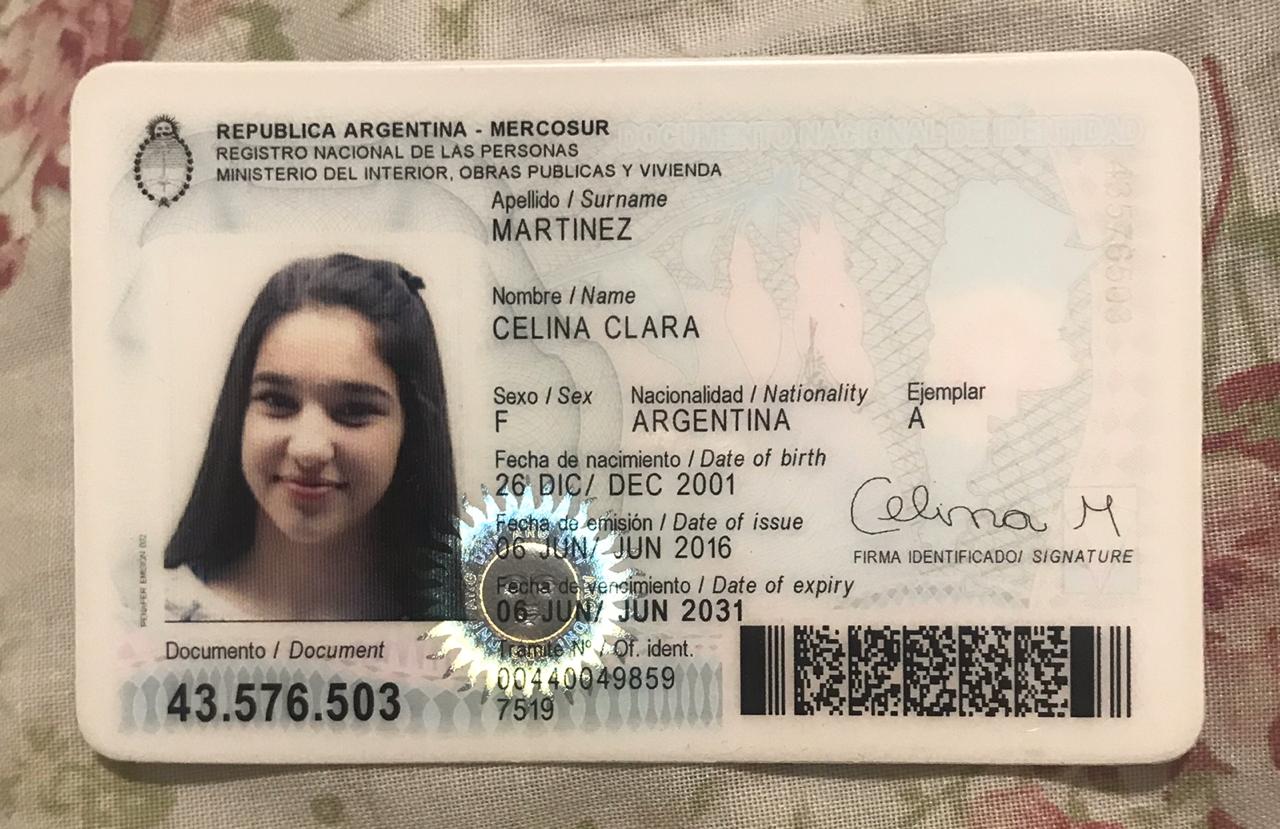 REPUBLICA ARGENTINA - MERCOSUR
REGISTRO NACIONAL DE LAS PERSONAS
MINISTERIO DEL INTERIOR, OBRAS PUBLICAS Y VIVIENDA
DOCUMENTO NACIONAL DE IDENTIDAD
Apellido / Surname
MARTINEZ
Nombre / Name
CELINA CLARA
Sexo / Sex Nacionalidad / Nationality Ejemplar
F ARGENTINA A
Fecha de nacimiento / Date of birth
26 DIC/ DEC 2001
Fecha de emisión / Date of issue
06 JUN/ JUN 2016
Celina M
FIRMA IDENTIFICADO/ SIGNATURE
Fecha de vencimiento / Date of expiry
06 JUN/ JUN 2031
Documento / Document
43.576.503
Tramite Nº / Of. ident.
00440049859
7519
43576503